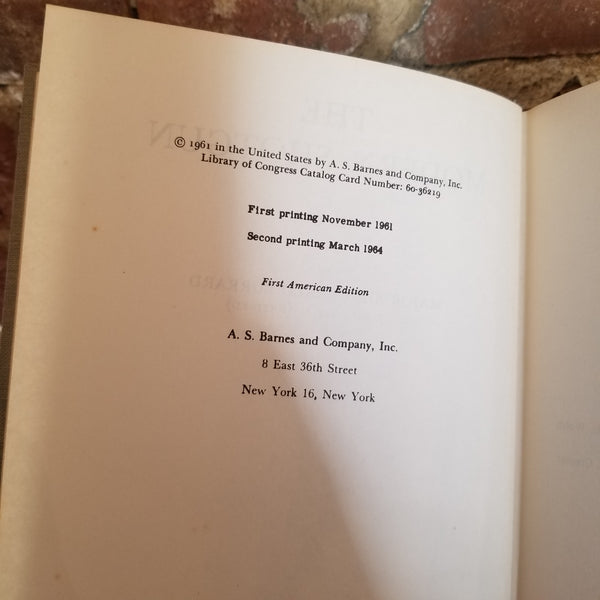 © 1961 in the United States by A. S. Barnes and Company, Inc.
Library of Congress Catalog Card Number: 60-36219
First printing November 1961
Second printing March 1964
First American Edition
A. S. Barnes and Company, Inc.
8 East 36th Street
New York 16, New York